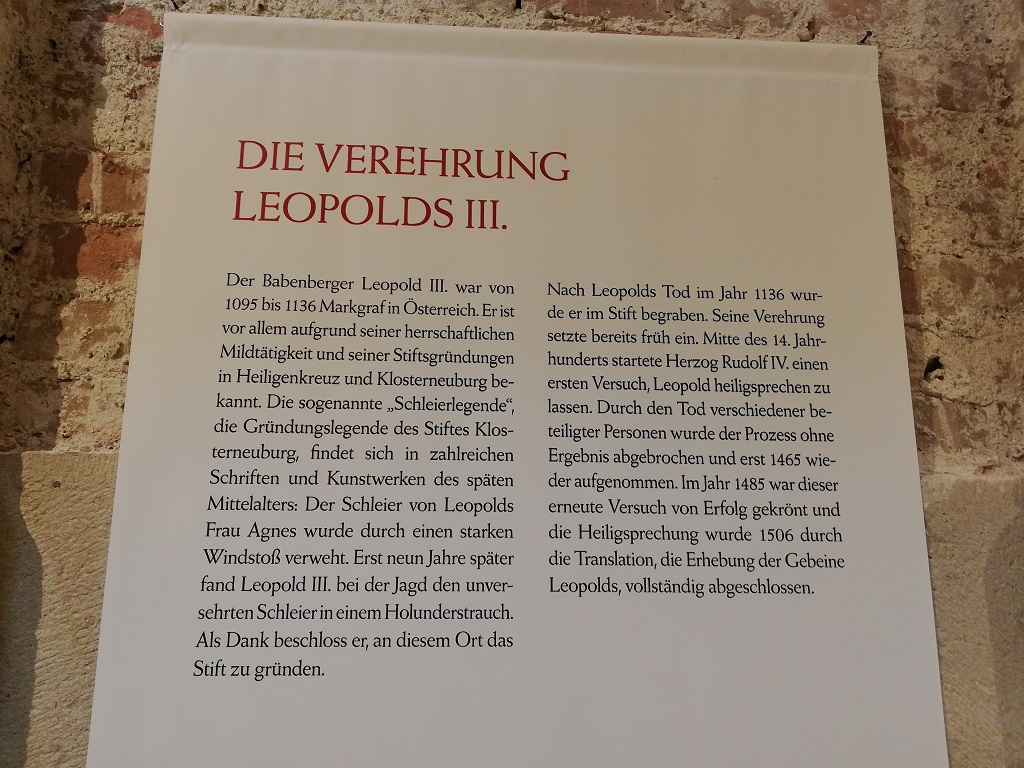 DIE VEREHRUNG
LEOPOLDS III.
Der Babenberger Leopold III. war von
1095 bis 1136 Markgraf in Österreich. Er ist
vor allem aufgrund seiner herrschaftlichen
Mildtätigkeit und seiner Stiftsgründungen
in Heiligenkreuz und Klosterneuburg be-
kannt. Die sogenannte „Schleierlegende“,
die Gründungslegende des Stiftes Klos-
terneuburg, findet sich in zahlreichen
Schriften und Kunstwerken des späten
Mittelalters: Der Schleier von Leopolds
Frau Agnes wurde durch einen starken
Windstoß verweht. Erst neun Jahre später
fand Leopold III. bei der Jagd den unver-
sehrten Schleier in einem Holunderstrauch.
Als Dank beschloss er, an diesem Ort das
Stift zu gründen.
Nach Leopolds Tod im Jahr 1136 wur-
de er im Stift begraben. Seine Verehrung
setzte bereits früh ein. Mitte des 14. Jahr-
hunderts startete Herzog Rudolf IV. einen
ersten Versuch, Leopold heiligsprechen zu
lassen. Durch den Tod verschiedener be-
teiligter Personen wurde der Prozess ohne
Ergebnis abgebrochen und erst 1465 wie-
der aufgenommen. Im Jahr 1485 war dieser
erneute Versuch von Erfolg gekrönt und
die Heiligsprechung wurde 1506 durch
die Translation, die Erhebung der Gebeine
Leopolds, vollständig abgeschlossen.